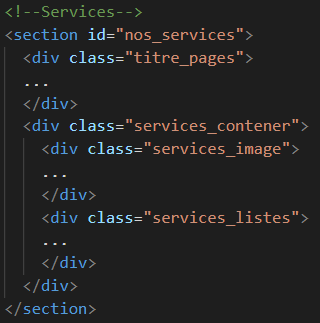 <!--Services-->
<section id="nos_services">
<div class="titre_pages">
...
</div>
<div class="services_contener">
<div class="services_image">
...
</div>
<div class="services_listes">
...
</div>
</div>
</section>